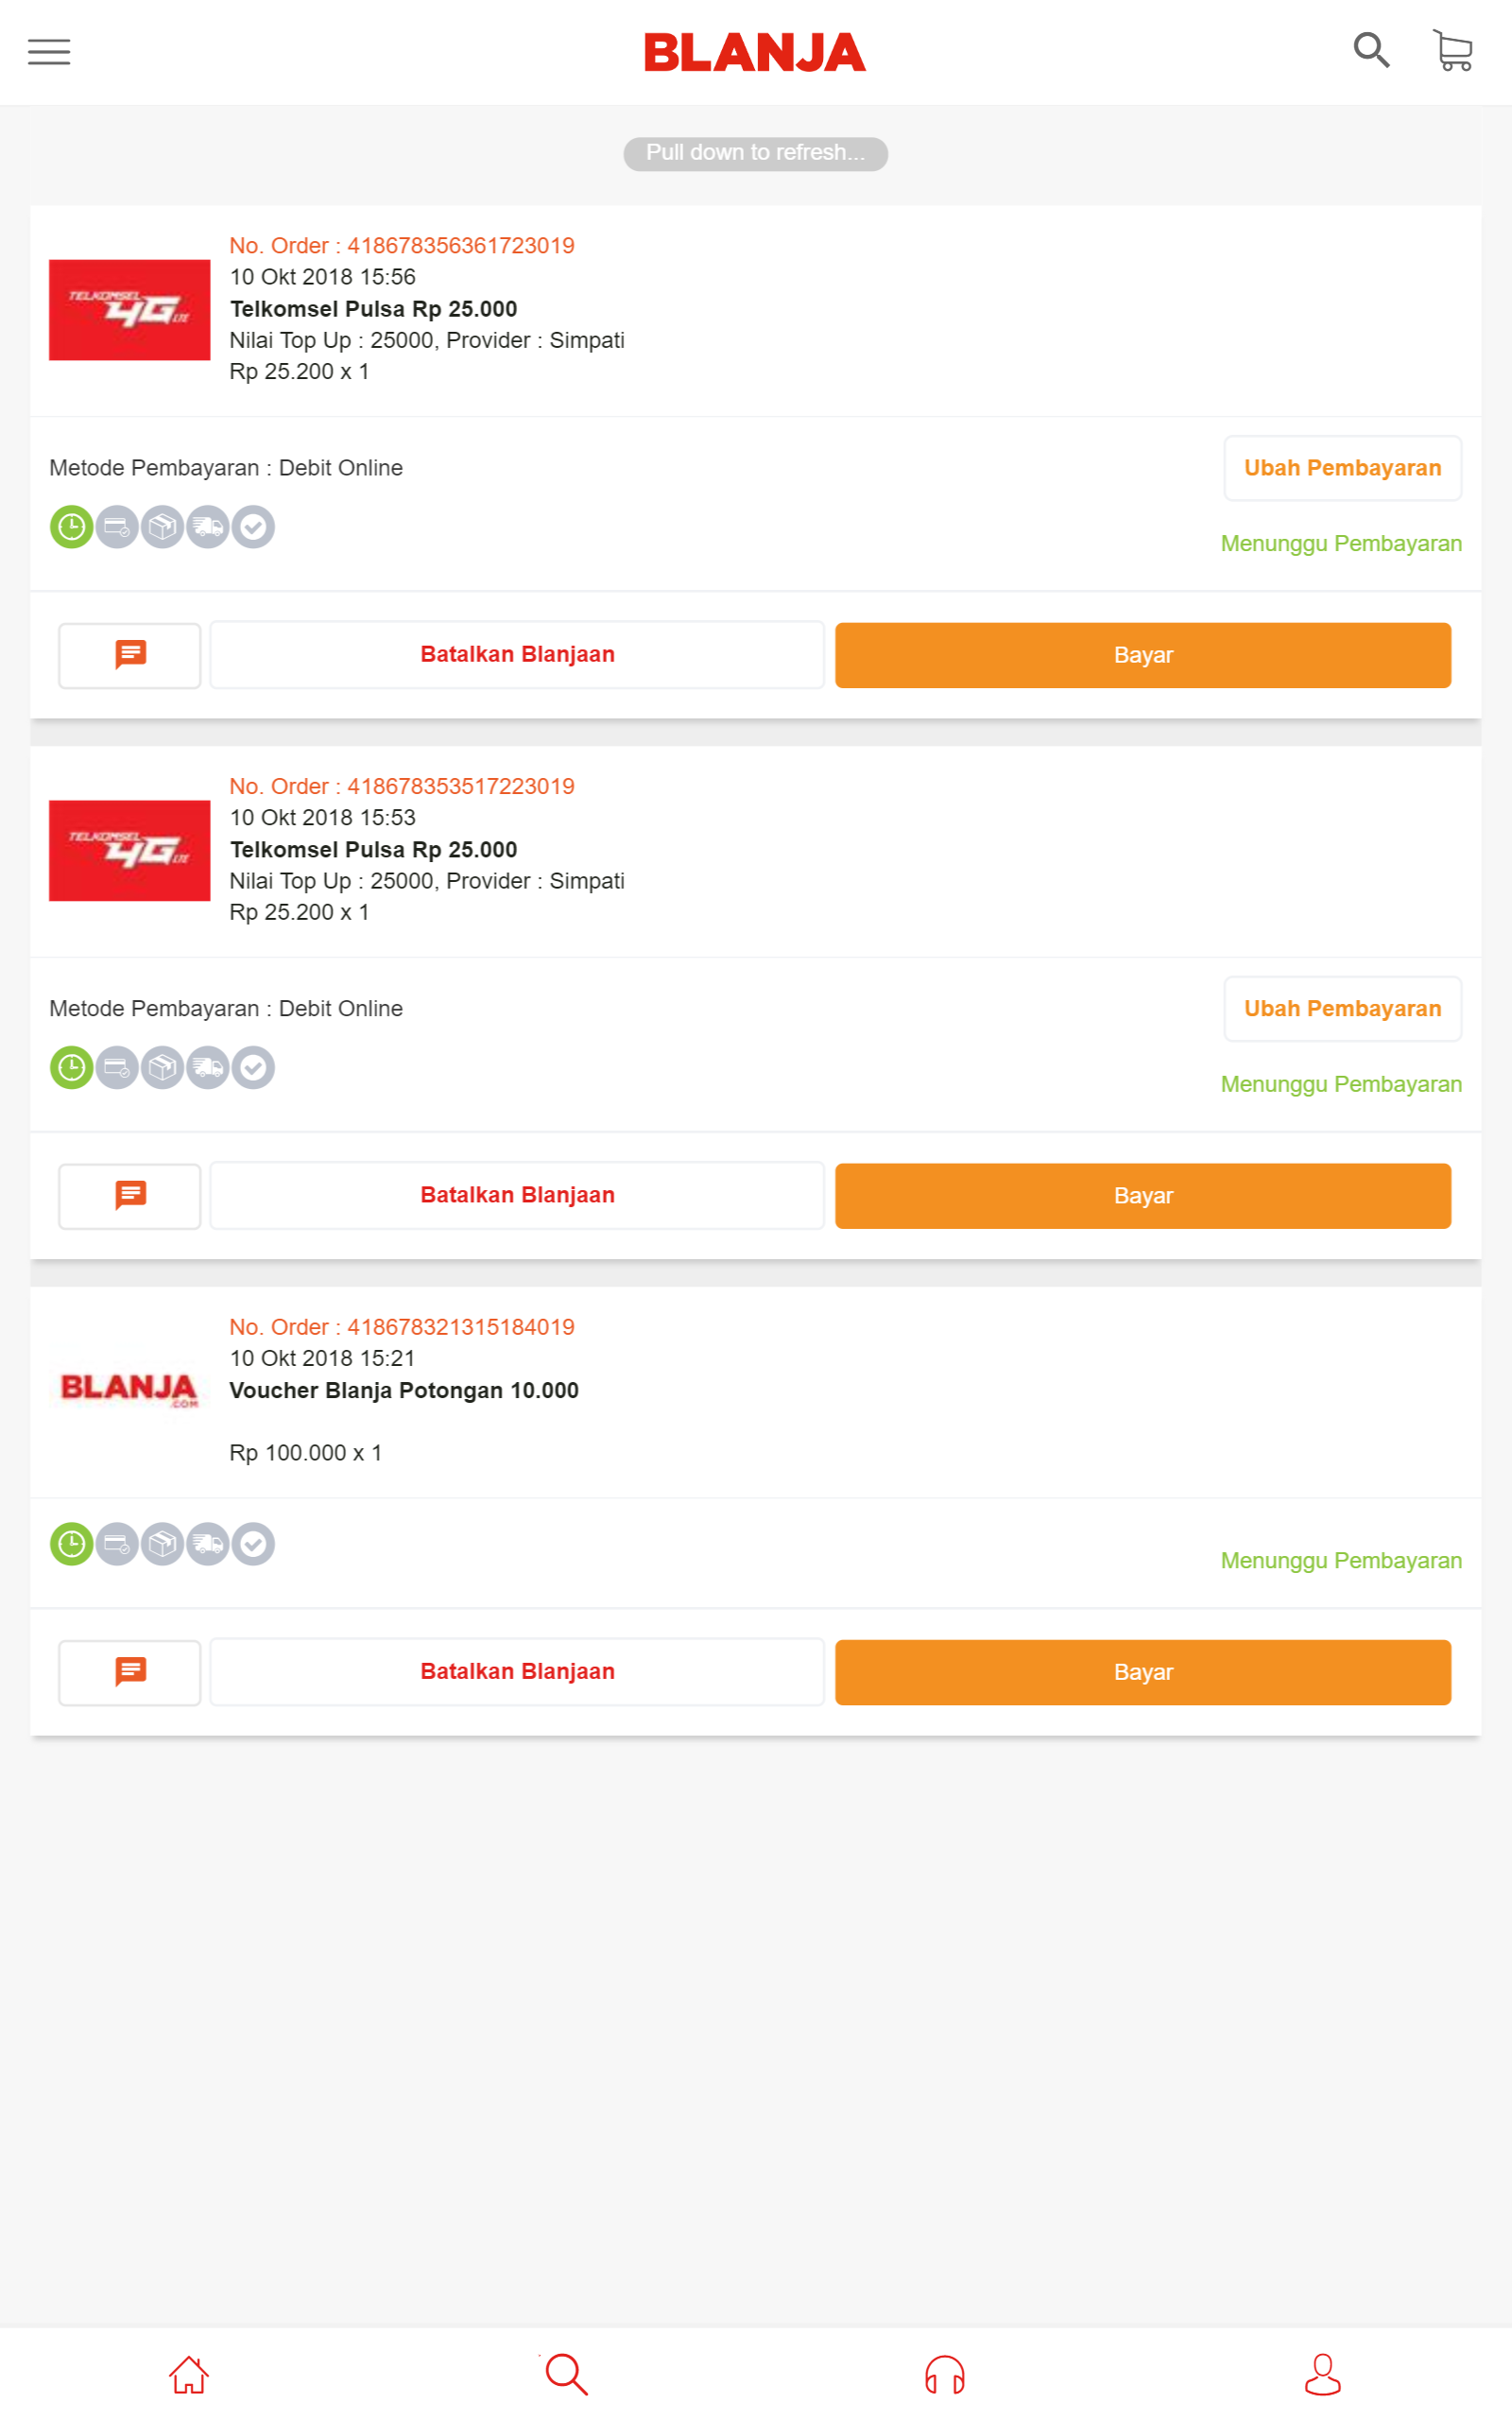 BLANJA
Pull down to refresh...
No. Order : 418678356361723019
10 Okt 2018 15:56
TELKOMSEL
4G LTE
Telkomsel Pulsa Rp 25.000
Nilai Top Up : 25000, Provider : Simpati
Rp 25.200 x 1
Metode Pembayaran : Debit Online
Ubah Pembayaran
Menunggu Pembayaran
Batalkan Blanjaan
Bayar
No. Order : 418678353517223019
10 Okt 2018 15:53
TELKOMSEL
4G LTE
Telkomsel Pulsa Rp 25.000
Nilai Top Up : 25000, Provider : Simpati
Rp 25.200 x 1
Metode Pembayaran : Debit Online
Ubah Pembayaran
Menunggu Pembayaran
Batalkan Blanjaan
Bayar
No. Order : 418678321315184019
10 Okt 2018 15:21
BLANJA
.COM
Voucher Blanja Potongan 10.000
Rp 100.000 x 1
Menunggu Pembayaran
Batalkan Blanjaan
Bayar